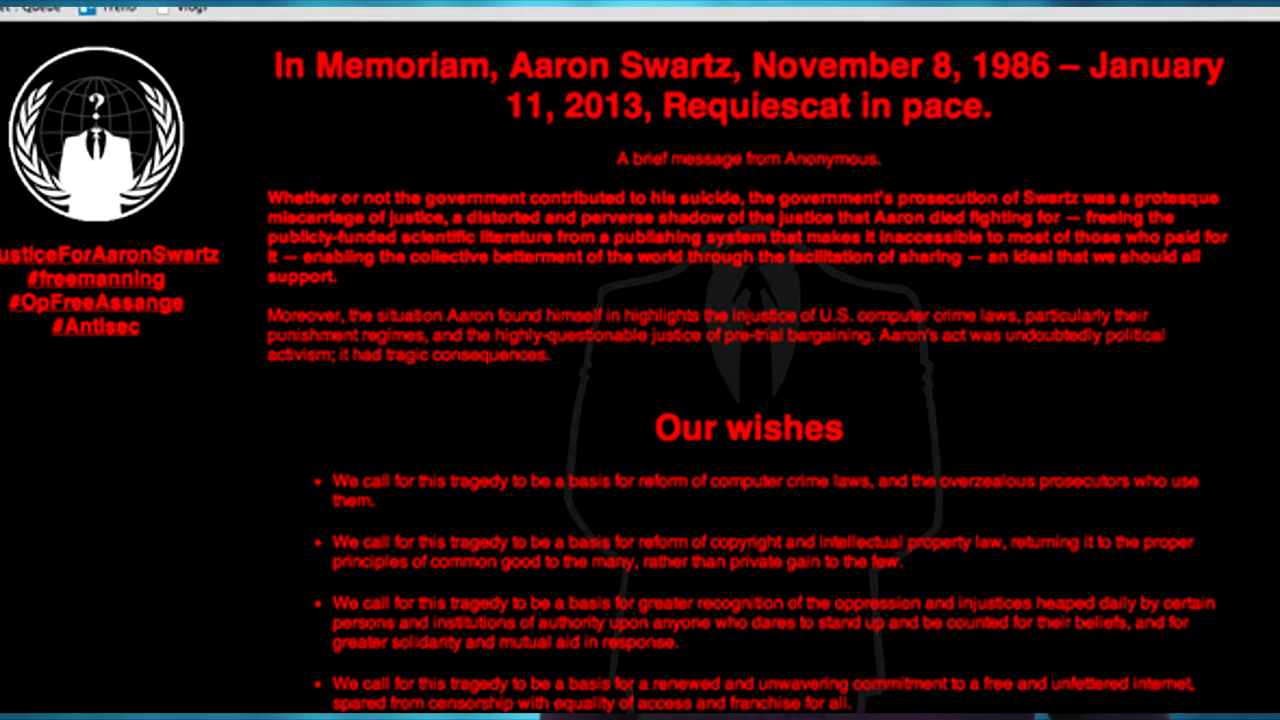 Queue
In Memoriam, Aaron Swartz, November 8, 1986 – January
11, 2013, Requiescat in pace.
A brief message from Anonymous.
Whether or not the government contributed to his suicide, the government's prosecution of Swartz was a grotesque
miscarriage of justice, a distorted and perverse shadow of the justice that Aaron died fighting for — freeing the
publicly-funded scientific literature from a publishing system that makes it inaccessible to most of those who paid for
it — enabling the collective betterment of the world through the facilitation of sharing — an ideal that we should all
support.
Moreover, the situation Aaron found himself in highlights the injustice of U.S. computer crime laws, particularly their
punishment regimes, and the highly-questionable justice of pre-trial bargaining. Aaron's act was undoubtedly political
activism; it had tragic consequences.
Our wishes
• We call for this tragedy to be a basis for reform of computer crime laws, and the overzealous prosecutors who use
them.
• We call for this tragedy to be a basis for reform of copyright and intellectual property law, returning it to the proper
principles of common good to the many, rather than private gain to the few.
• We call for this tragedy to be a basis for greater recognition of the oppression and injustices heaped daily by certain
persons and institutions of authority upon anyone who dares to stand up and be counted for their beliefs, and for
greater solidarity and mutual aid in response.
• We call for this tragedy to be a basis for a renewed and unwavering commitment to a free and unfettered internet,
spared from censorship with equality of access and franchise for all.
?
usticeForAaronSwartz
#freemanning
#OpFreeAssange
#Antisec